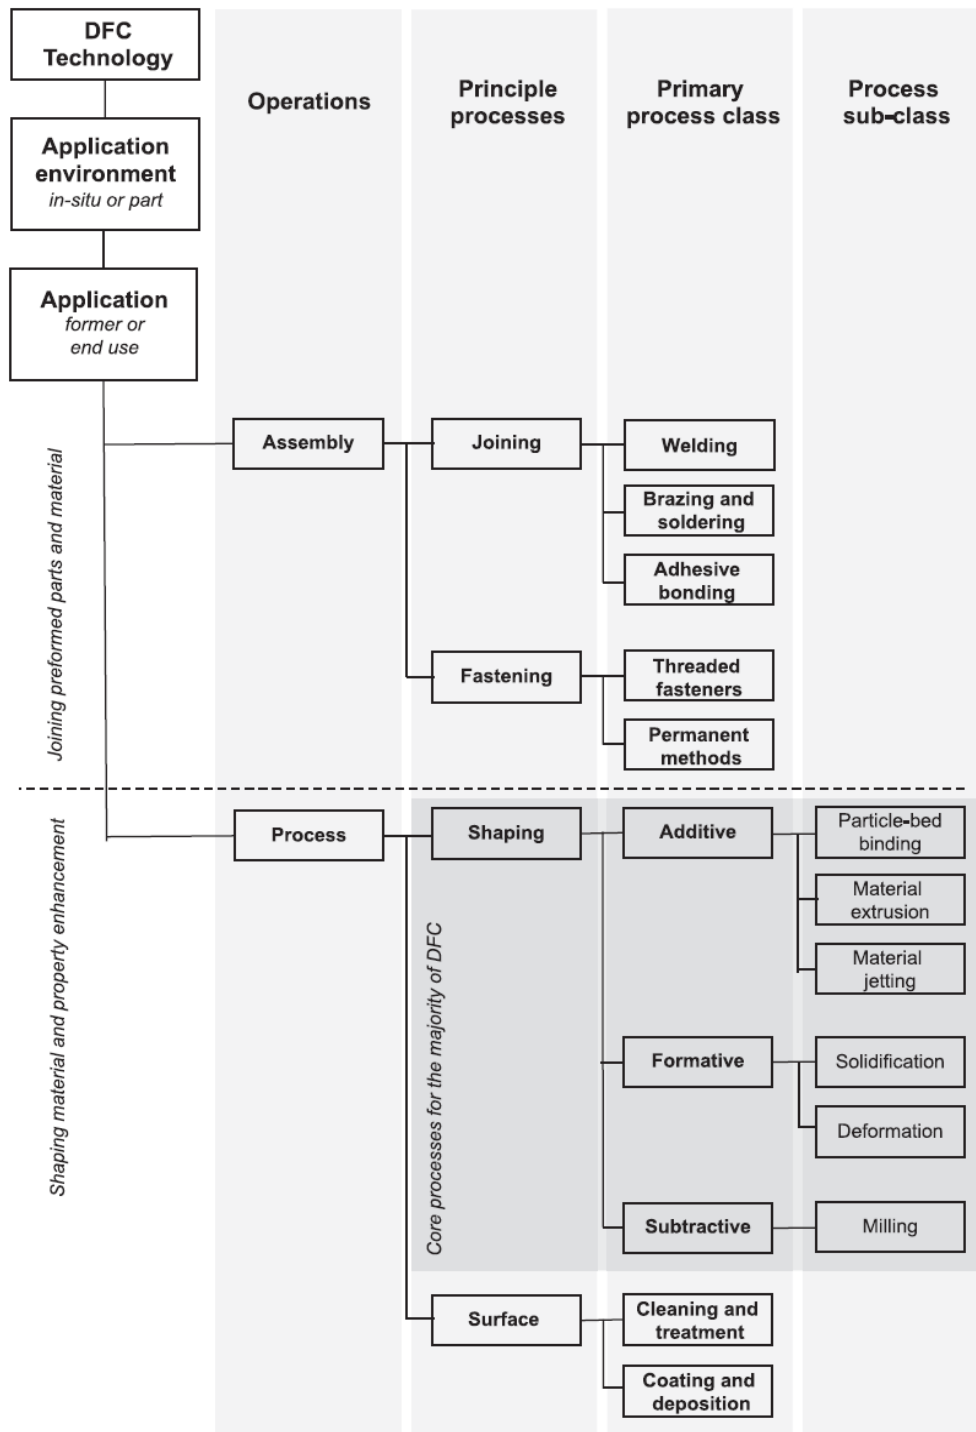 DFC
Technology
Application
environment
in-situ or part
Application
former or
end use
Operations
Principle
processes
Primary
process class
Process
sub-class
Joining preformed parts and material
Assembly
Joining
Welding
Brazing and
soldering
Adhesive
bonding
Fastening
Threaded
fasteners
Permanent
methods
Shaping material and property enhancement
Process
Core processes for the majority of DFC
Shaping
Additive
Particle-bed
binding
Material
extrusion
Material
jetting
Formative
Solidification
Deformation
Subtractive
Milling
Surface
Cleaning and
treatment
Coating and
deposition